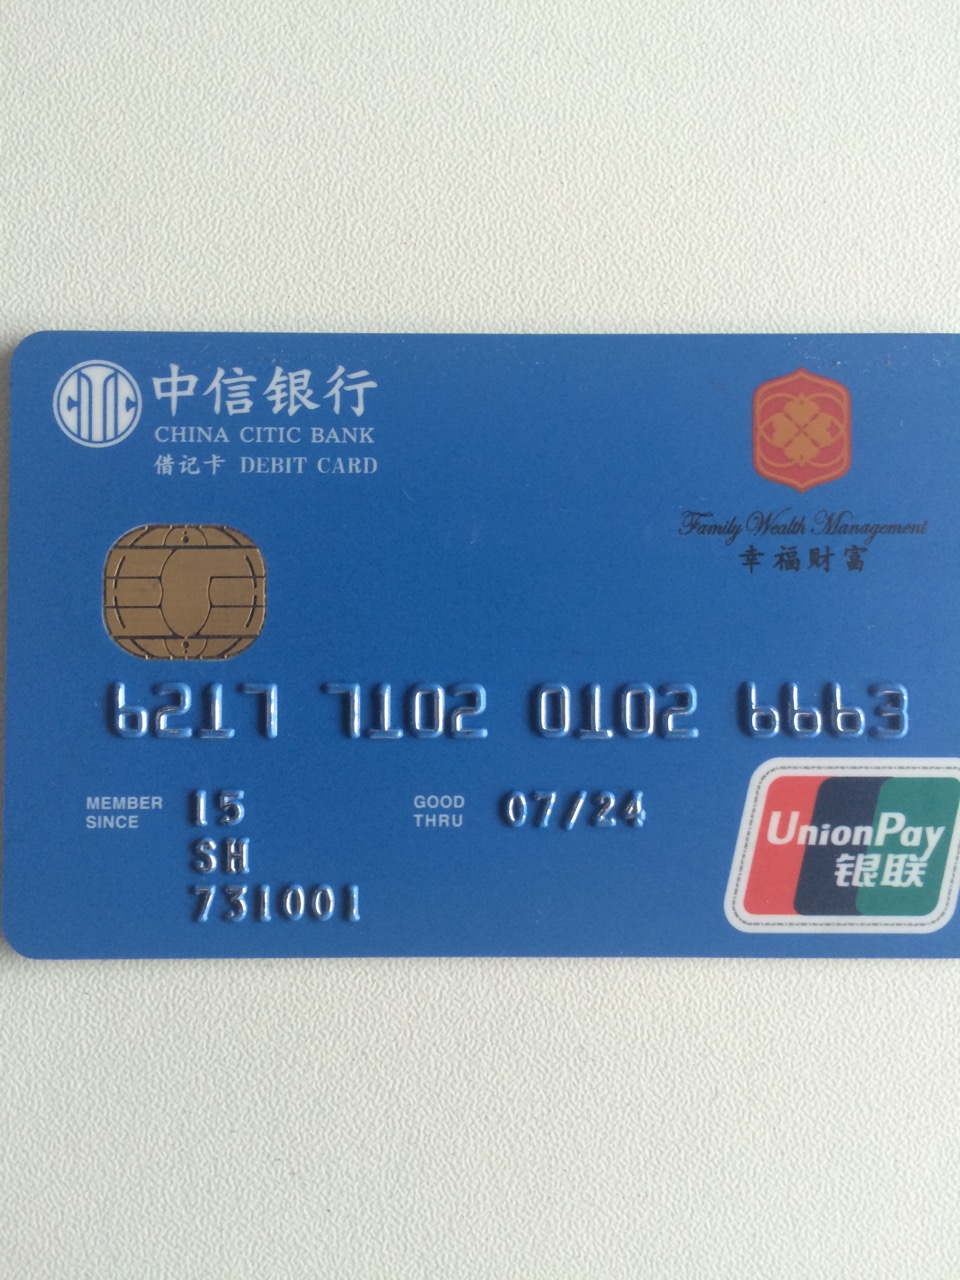 中信银行
CHINA CITIC BANK
借记卡 DEBIT CARD
Family Wealth Management
幸福财富
6217 7102 0102 6663
MEMBER SINCE 15
GOOD THRU 07/24
SH
731001
UnionPay
银联